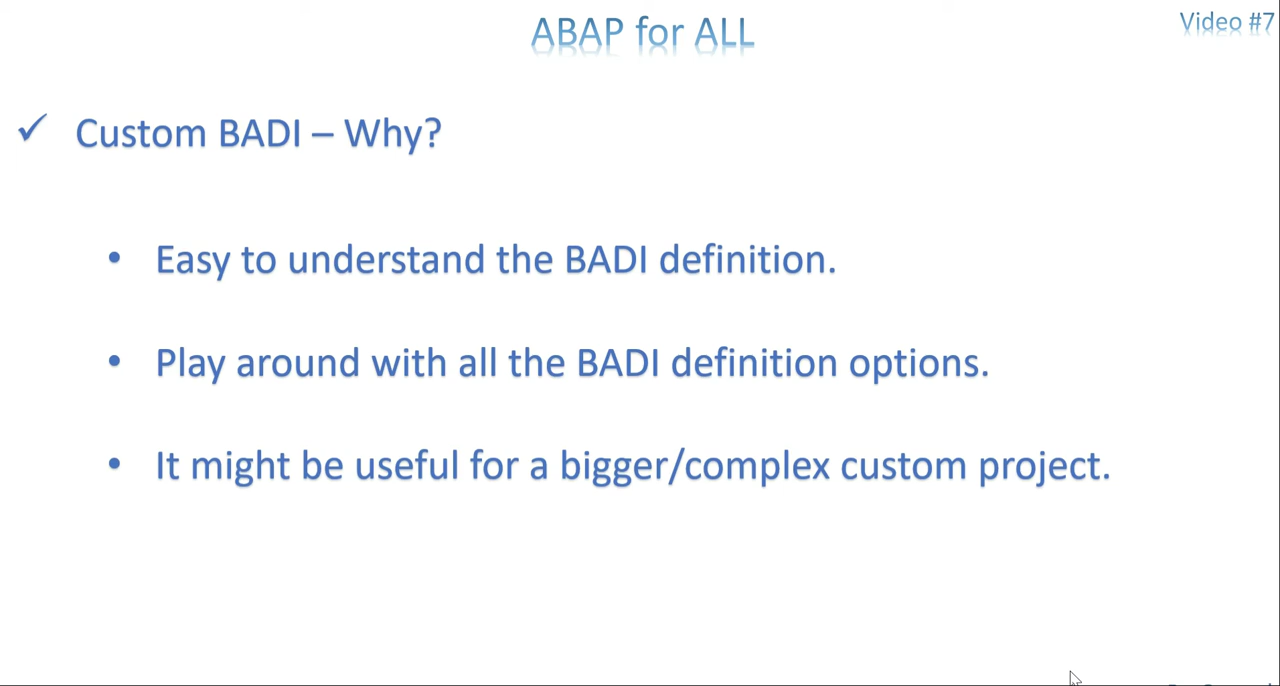 ABAP for ALL
Video #7
✓ Custom BADI – Why?
• Easy to understand the BADI definition.
• Play around with all the BADI definition options.
• It might be useful for a bigger/complex custom project.